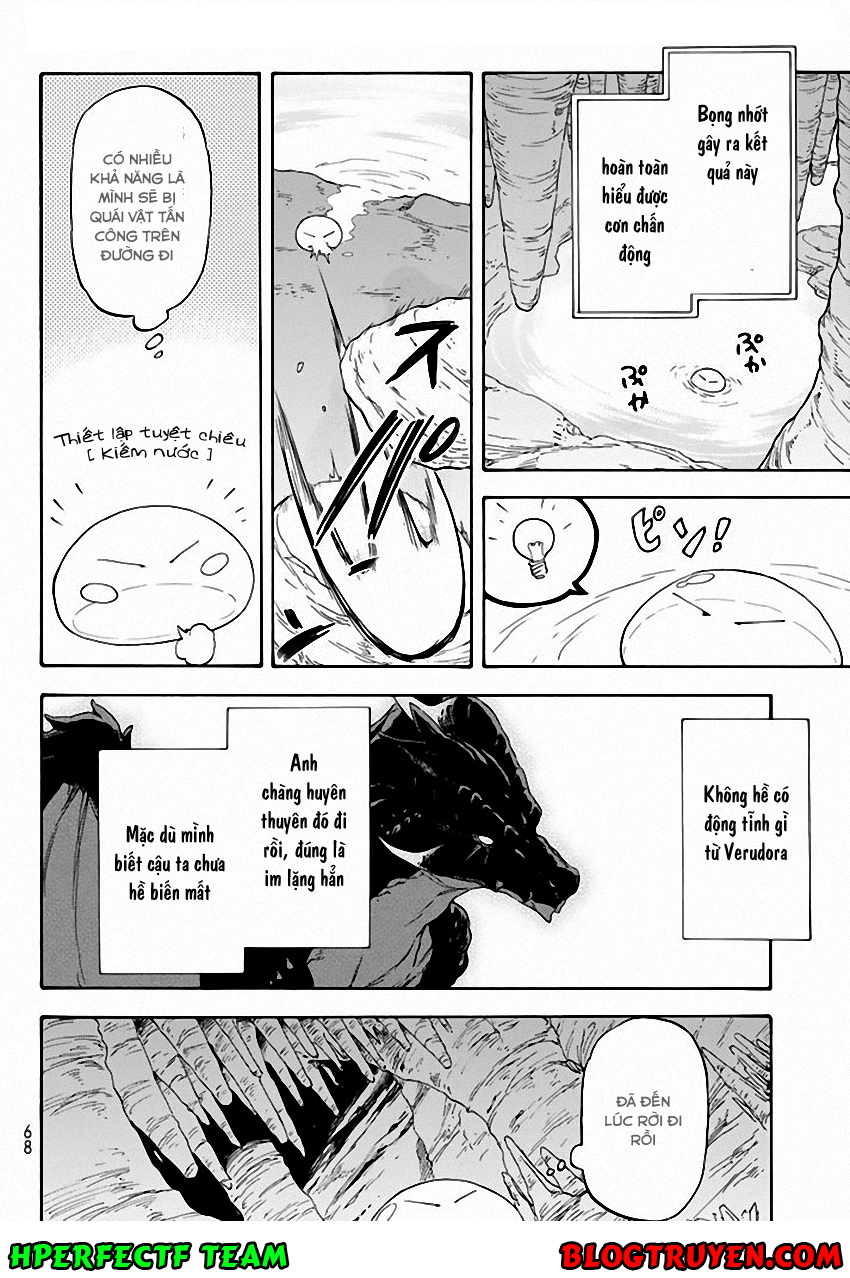 Bọng nhớt
gây ra kết
quả này
hoàn toàn
hiểu được
cơn chấn
động
ぷか
ぷか
ピン!
スパーン
CÓ NHIỀU
KHẢ NĂNG LÀ
MÌNH SẼ BỊ
QUÁI VẬT TẤN
CÔNG TRÊN
ĐƯỜNG ĐI
Thiết lập tuyệt chiêu
[ Kiếm nước ]
Không hề có
động tĩnh gì
từ Verudora
Anh
chàng huyên
thuyên đó đi
rồi, đúng là
im lặng hẳn
Mặc dù mình
biết cậu ta chưa
hề biến mất
ĐÃ ĐẾN
LÚC RỜI ĐI
RỒI
68
HPERFECTF TEAM
BLOGTRUYEN.COM